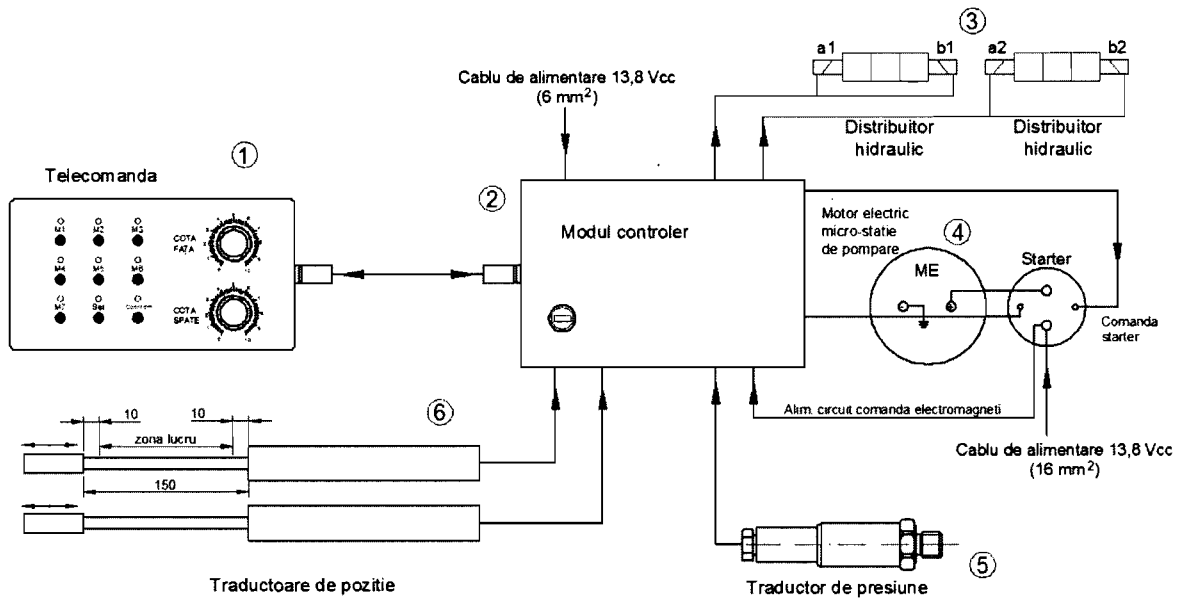 a1
b1
3
a2
b2
Cablu de alimentare 13,8 Vcc
(6 mm²)
Distribuitor
hidraulic
Distribuitor
hidraulic
1
Telecomanda
2
Modul controler
M1
M2
M3
COTA
FATA
M4
M5
M6
M7
Set
COTA
SPATE
Motor electric
micro-statie
de pompare
4
ME
Starter
Comanda
starter
Alim. circuit comanda electromagneti
Cablu de alimentare 13,8 Vcc
(16 mm²)
10
10
zona lucru
6
150
5
Traductoare de pozitie
Traductor de presiune